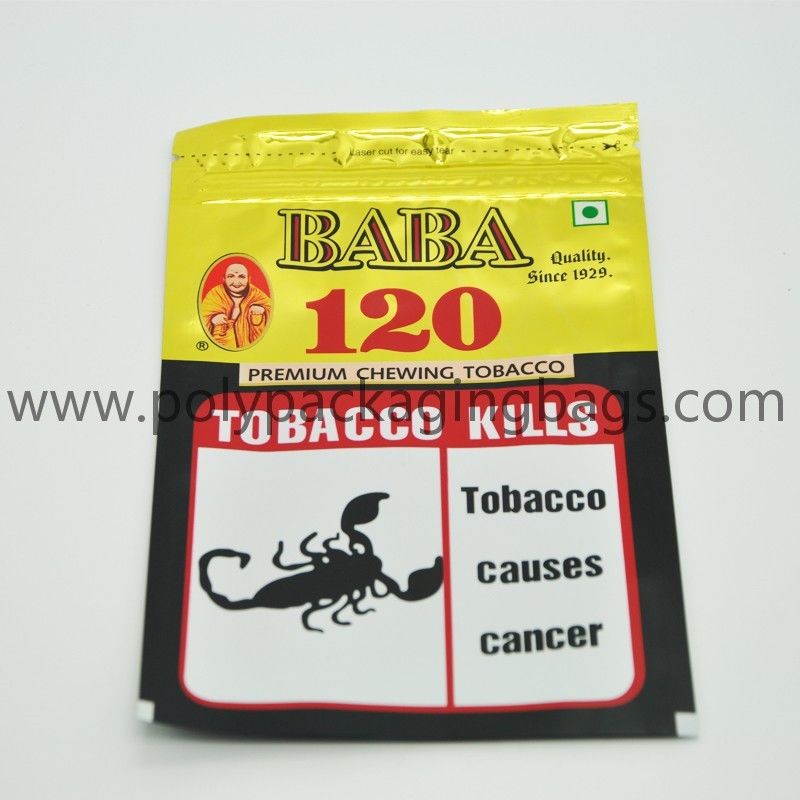 Laser cut for easy tear
BABA
Quality.
Since 1929.
120
®
PREMIUM CHEWING TOBACCO
www.polypackagingbags.com
TOBACCO KILLS
Tobacco
causes
cancer